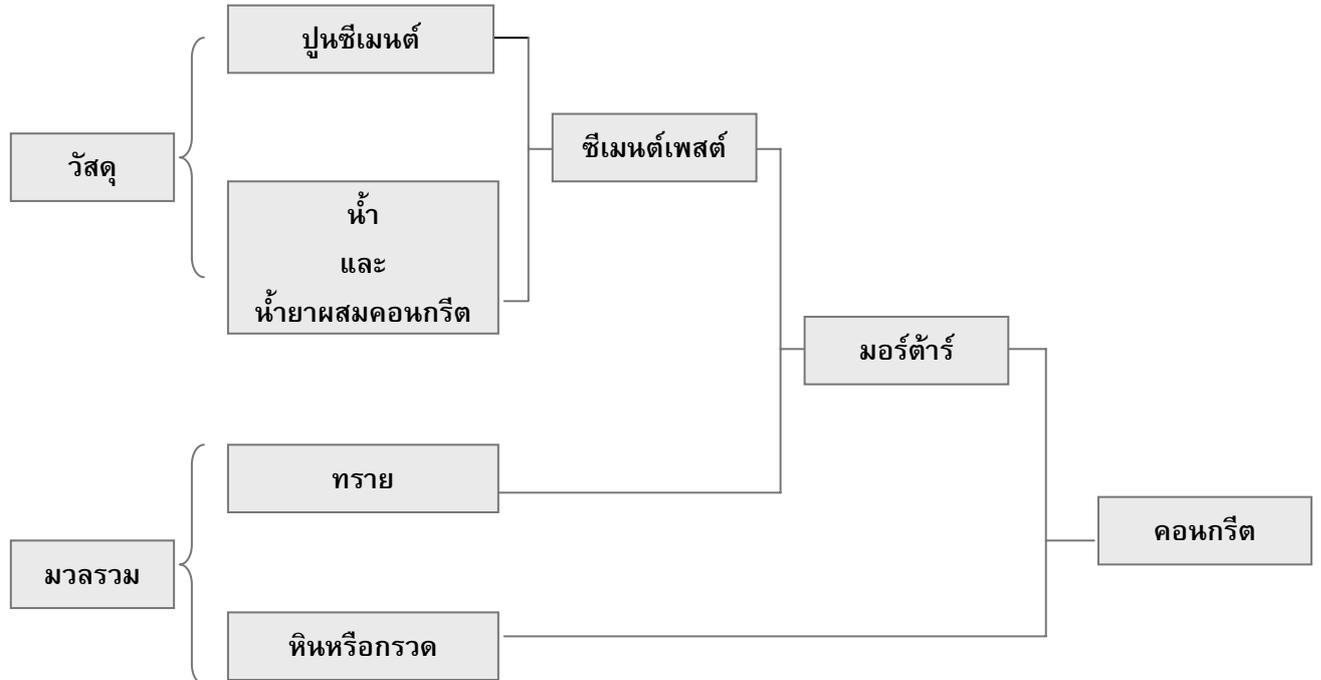 ปูนซีเมนต์
ซีเมนต์เพสต์
วัสดุ
น้ำ
และ
น้ำยาผสมคอนกรีต
มอร์ต้าร์
ทราย
คอนกรีต
มวลรวม
หินหรือกรวด